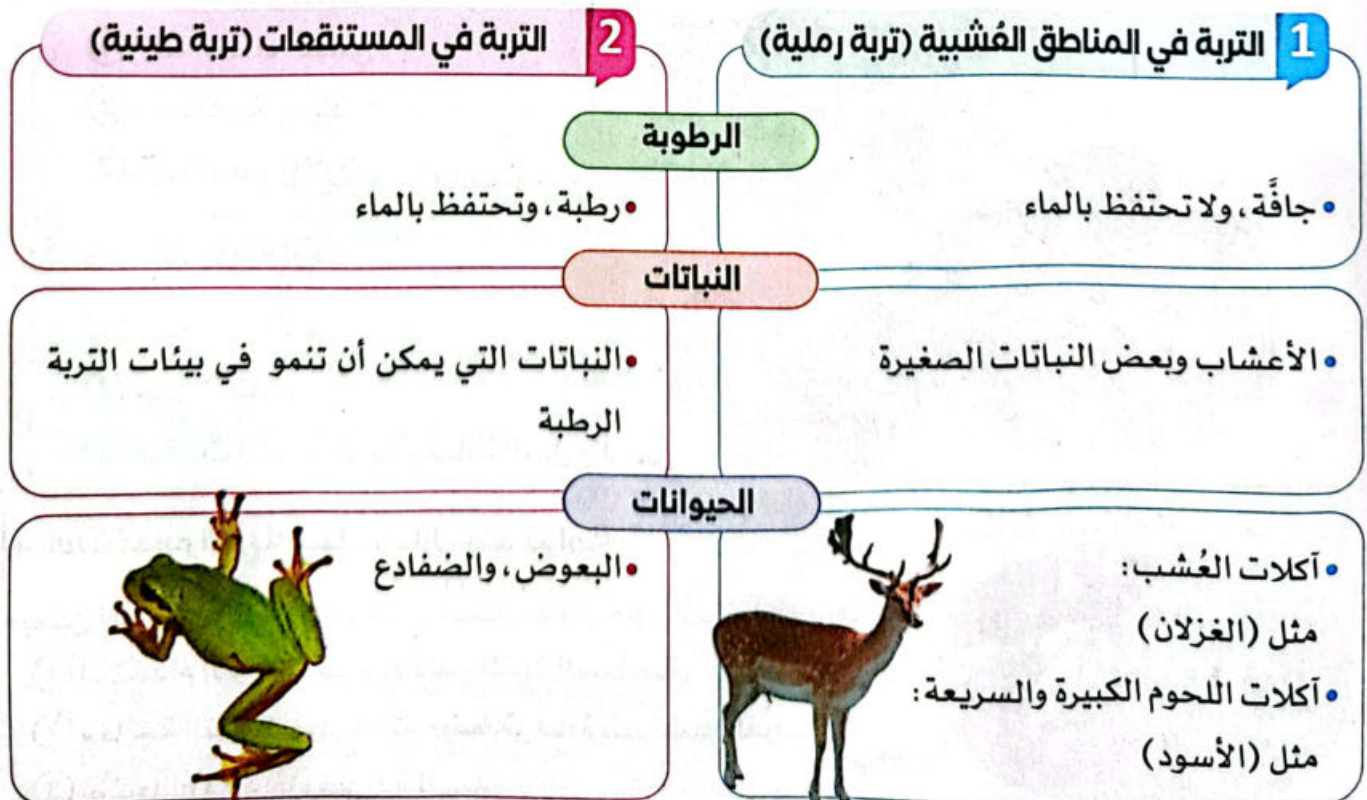 1 التربة في المناطق العُشبية (تربة رملية)
2 التربة في المستنقعات (تربة طينية)
الرطوبة
• جافَّة، ولا تحتفظ بالماء
• رطبة، وتحتفظ بالماء
النباتات
• الأعشاب وبعض النباتات الصغيرة
• النباتات التي يمكن أن تنمو في بيئات التربة
الرطبة
الحيوانات
• آكلات العُشب:
مثل (الغزلان)
• آكلات اللحوم الكبيرة والسريعة:
مثل (الأسود)
• البعوض، والضفادع